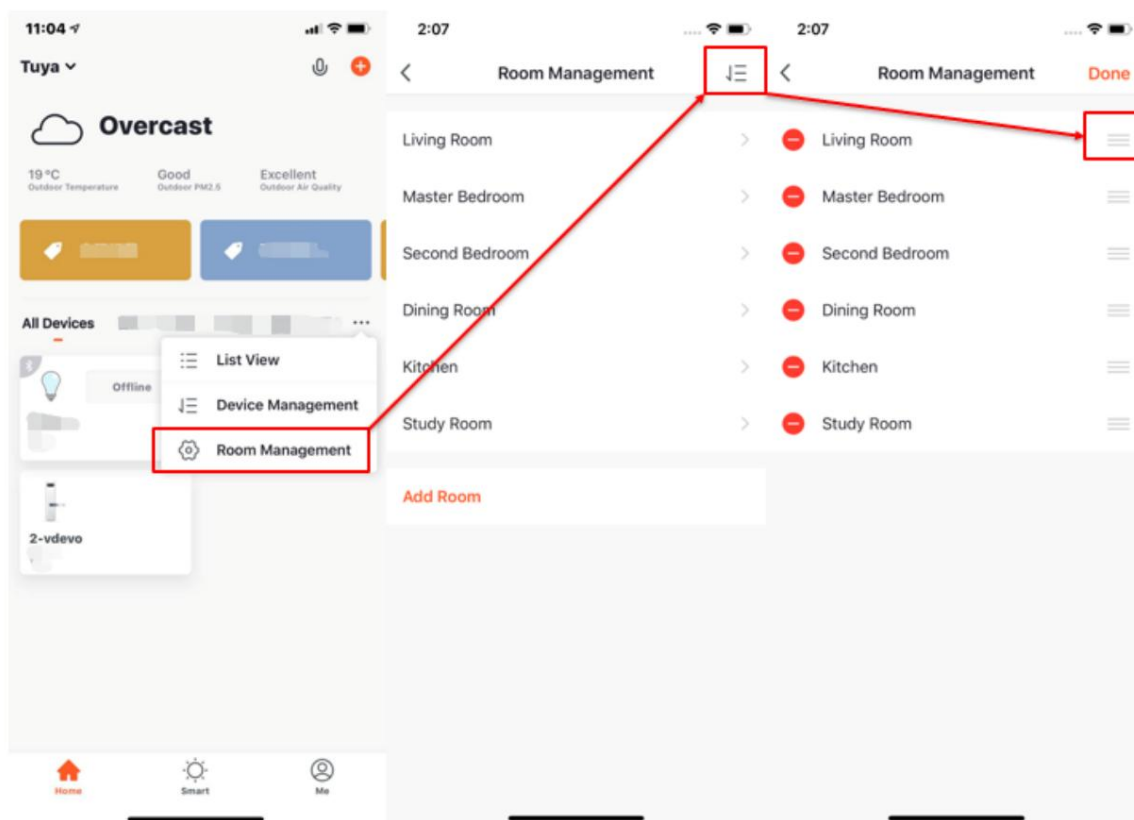 11:04
Tuya
Overcast
19 °C
Outdoor Temperature
Good
Outdoor PM2.5
Excellent
Outdoor Air Quality
All Devices
List View
Offline
Device Management
Room Management
2-vdevo
Home
Smart
Me
2:07
Room Management
Living Room
Master Bedroom
Second Bedroom
Dining Room
Kitchen
Study Room
Add Room
2:07
Room Management
Done
Living Room
Master Bedroom
Second Bedroom
Dining Room
Kitchen
Study Room